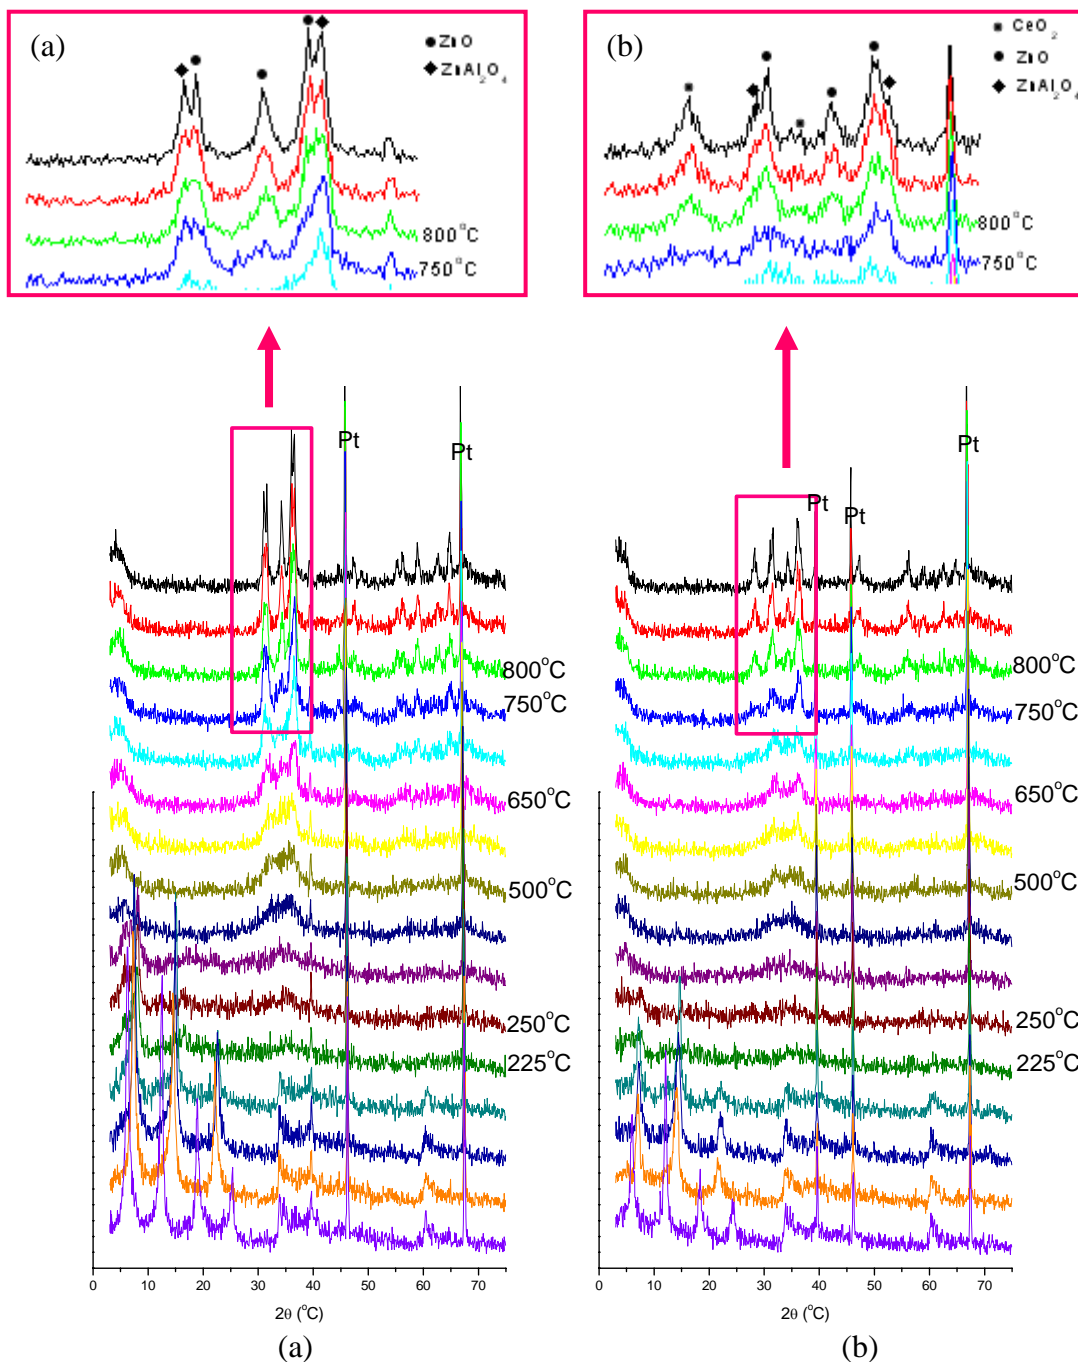 (a)
●ZnO
◆ZnAl₂O₄
800°C
750°C
(b)
■ CeO₂
● ZnO
◆ ZnAl₂O₄
800°C
750°C
Pt
Pt
800°C
750°C
650°C
500°C
250°C
225°C
0 10 20 30 40 50 60 70
2θ (°C)
(a)
Pt
Pt
Pt
800°C
750°C
650°C
500°C
250°C
225°C
0 10 20 30 40 50 60 70
2θ (°C)
(b)